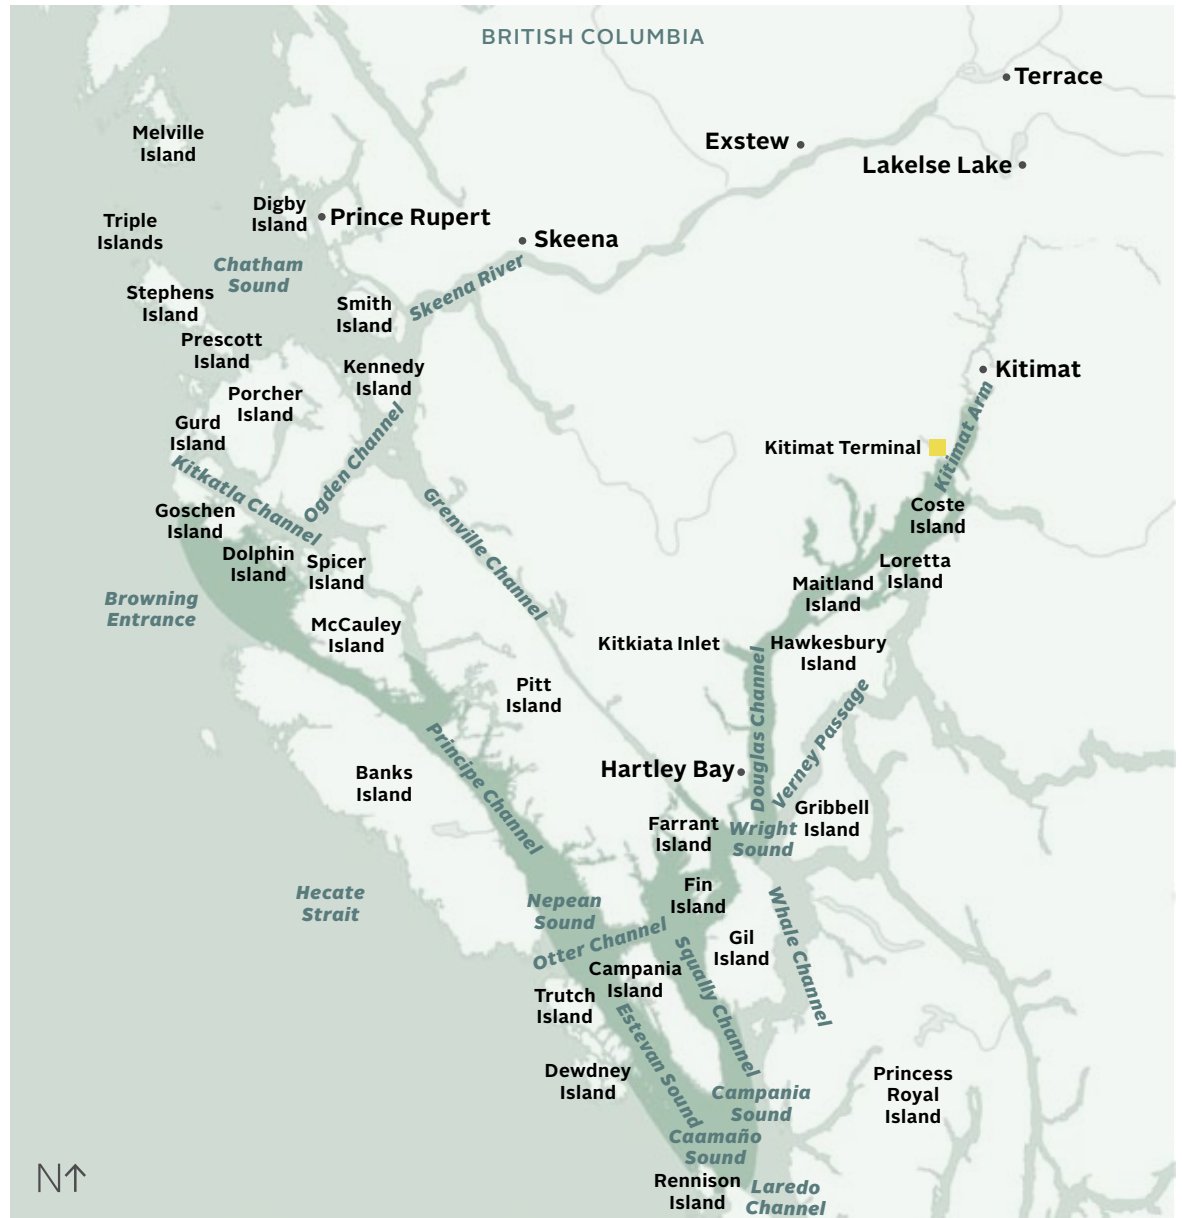 BRITISH COLUMBIA
Terrace
Melville
Island
Exstew
Lakelse Lake
Digby
Island
Prince Rupert
Triple
Islands
Skeena
Chatham
Sound
Skeena River
Stephens
Island
Smith
Island
Prescott
Island
Kennedy
Island
Kitimat
Porcher
Island
Kitimat Arm
Gurd
Island
Ogden Channel
Kitimat Terminal
Kitkatla Channel
Grenville Channel
Goschen
Island
Coste
Island
Dolphin
Island
Spicer
Island
Loretta
Island
Maitland
Island
Browning
Entrance
McCauley
Island
Kitkiata Inlet
Hawkesbury
Island
Pitt
Island
Douglas Channel
Verney Passage
Principe Channel
Banks
Island
Hartley Bay
Gribbell
Island
Farrant
Island
Wright
Sound
Hecate
Strait
Fin
Island
Nepean
Sound
Whale Channel
Otter Channel
Gil
Island
Squally Channel
Campania
Island
Trutch
Island
Estevan Sound
Dewdney
Island
Princess
Royal
Island
Campania
Sound
Caamaño
Sound
Rennison
Island
Laredo
Channel
N↑